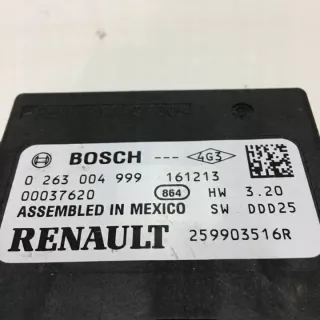 BOSCH --- 4G3
0 263 004 999 161213
00037620 864 HW 3.20
ASSEMBLED IN MEXICO SW DDD25
RENAULT 259903516R